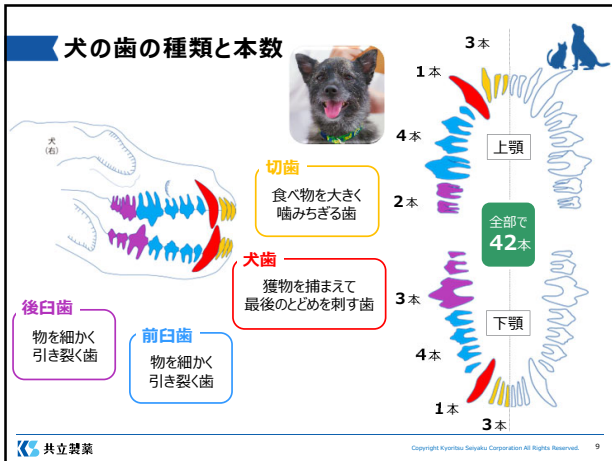 犬の歯の種類と本数
犬
(右)
切歯
食べ物を大きく
噛みちぎる歯
犬歯
獲物を捕まえて
最後のとどめを刺す歯
後臼歯
物を細かく
引き裂く歯
前臼歯
物を細かく
引き裂く歯
3本
1本
4本
2本
上顎
全部で
42本
3本
下顎
4本
1本
3本
共立製薬
Copyright Kyoritsu Seiyaku Corporation All Rights Reserved.
9